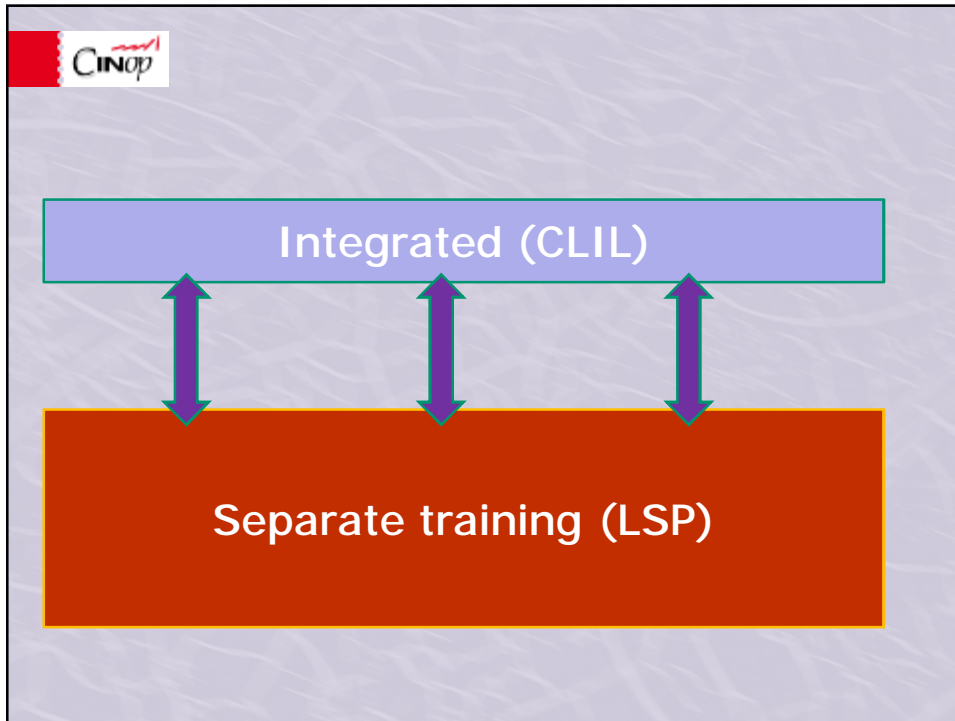 CINop
Integrated (CLIL)
Separate training (LSP)